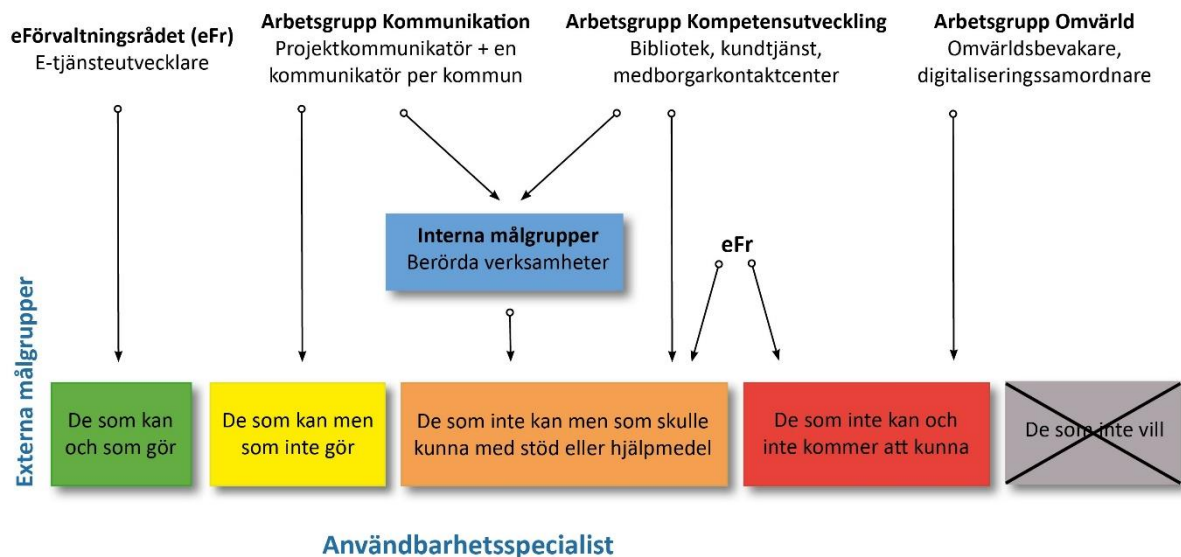 eFörvaltningsrådet (eFr)
E-tjänsteutvecklare
Arbetsgrupp Kommunikation
Projektkommunikatör + en
kommunikatör per kommun
Arbetsgrupp Kompetensutveckling
Bibliotek, kundtjänst,
medborgarkontaktcenter
Arbetsgrupp Omvärld
Omvärldsbevakare,
digitaliseringssamordnare
Interna målgrupper
Berörda verksamheter
eFr
Externa målgrupper
De som kan
och som gör
De som kan men
som inte gör
De som inte kan men som skulle
kunna med stöd eller hjälpmedel
De som inte kan och
inte kommer att kunna
De som inte vill
Användbarhetsspecialist